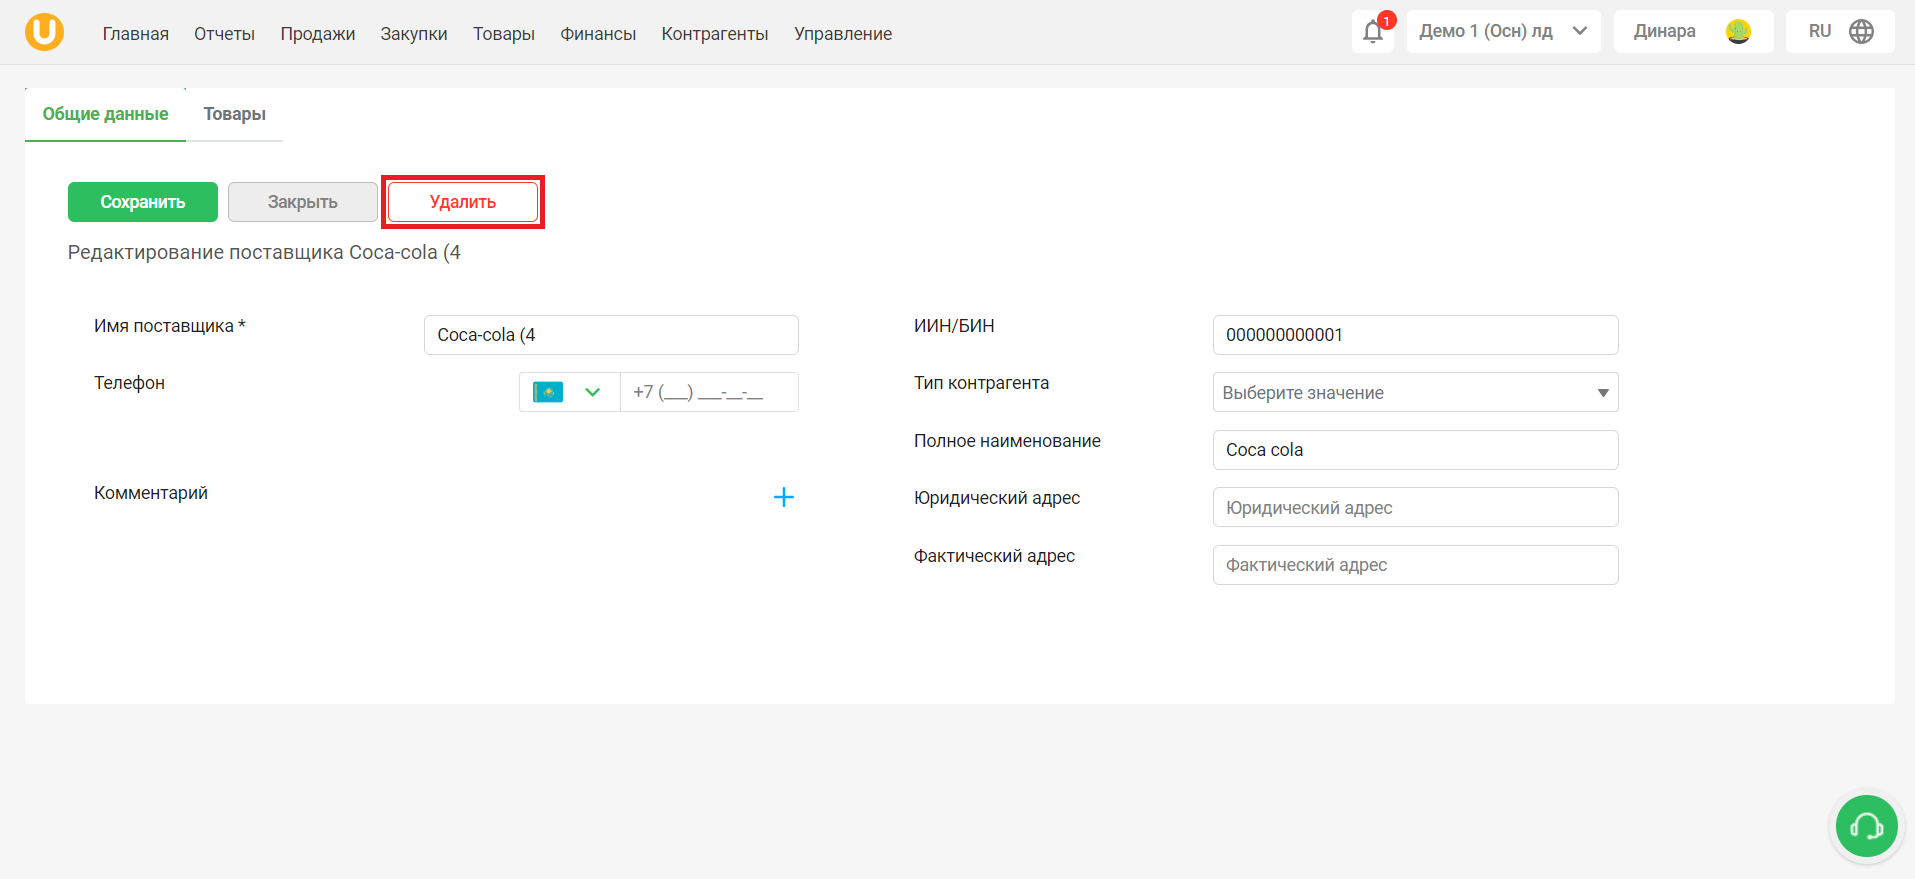 U Главная Отчеты Продажи Закупки Товары Финансы Контрагенты Управление 1 Демо 1 (Осн) лд Динара RU
Общие данные Товары
Сохранить Закрыть Удалить
Редактирование поставщика Coca-cola (4
Имя поставщика * Coca-cola (4
Телефон +7 (___) ___-__-__
Комментарий
ИИН/БИН 000000000001
Тип контрагента Выберите значение
Полное наименование Coca cola
Юридический адрес Юридический адрес
Фактический адрес Фактический адрес